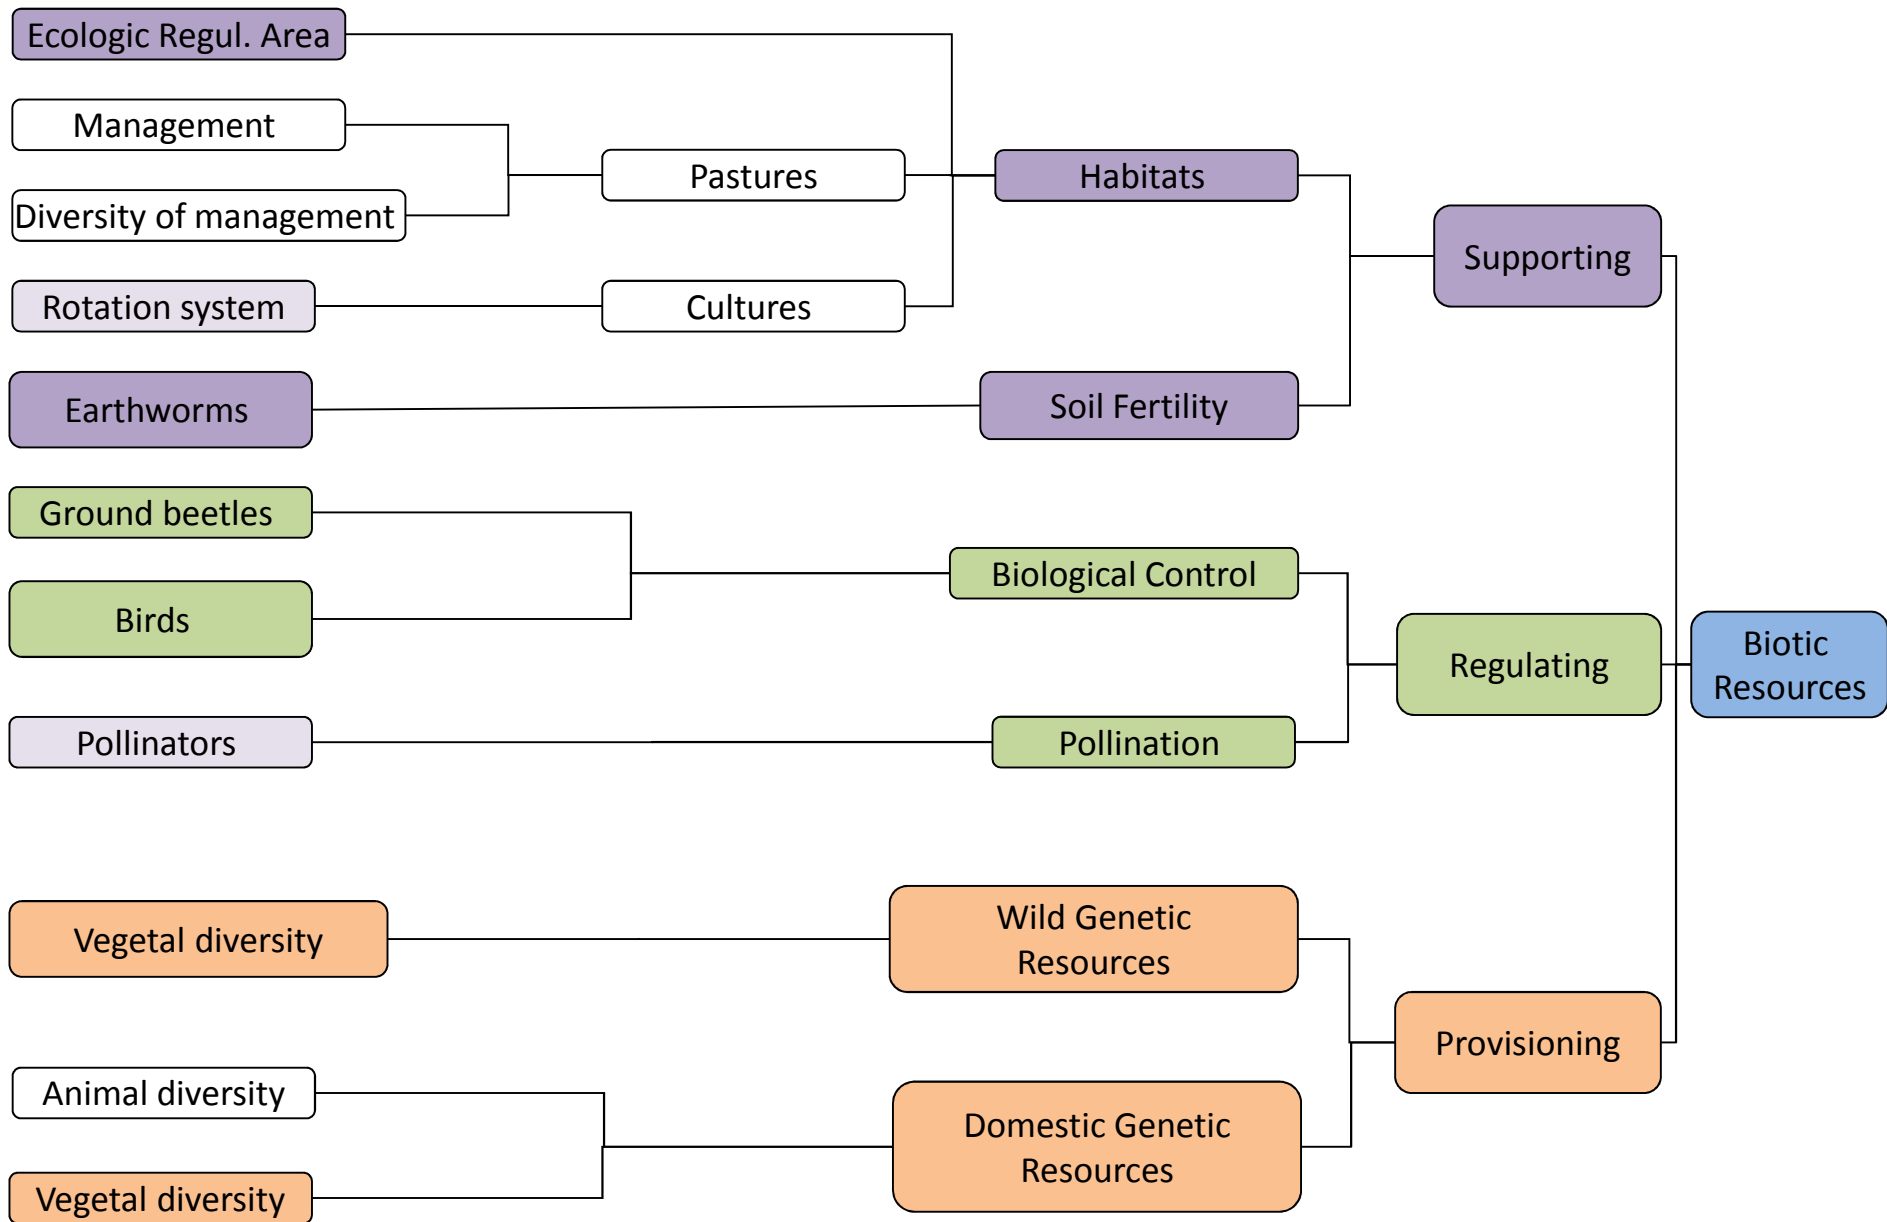 Ecologic Regul. Area
Management
Pastures
Habitats
Diversity of management
Supporting
Rotation system
Cultures
Earthworms
Soil Fertility
Ground beetles
Biological Control
Birds
Regulating
Biotic
Resources
Pollinators
Pollination
Vegetal diversity
Wild Genetic
Resources
Provisioning
Animal diversity
Domestic Genetic
Resources
Vegetal diversity